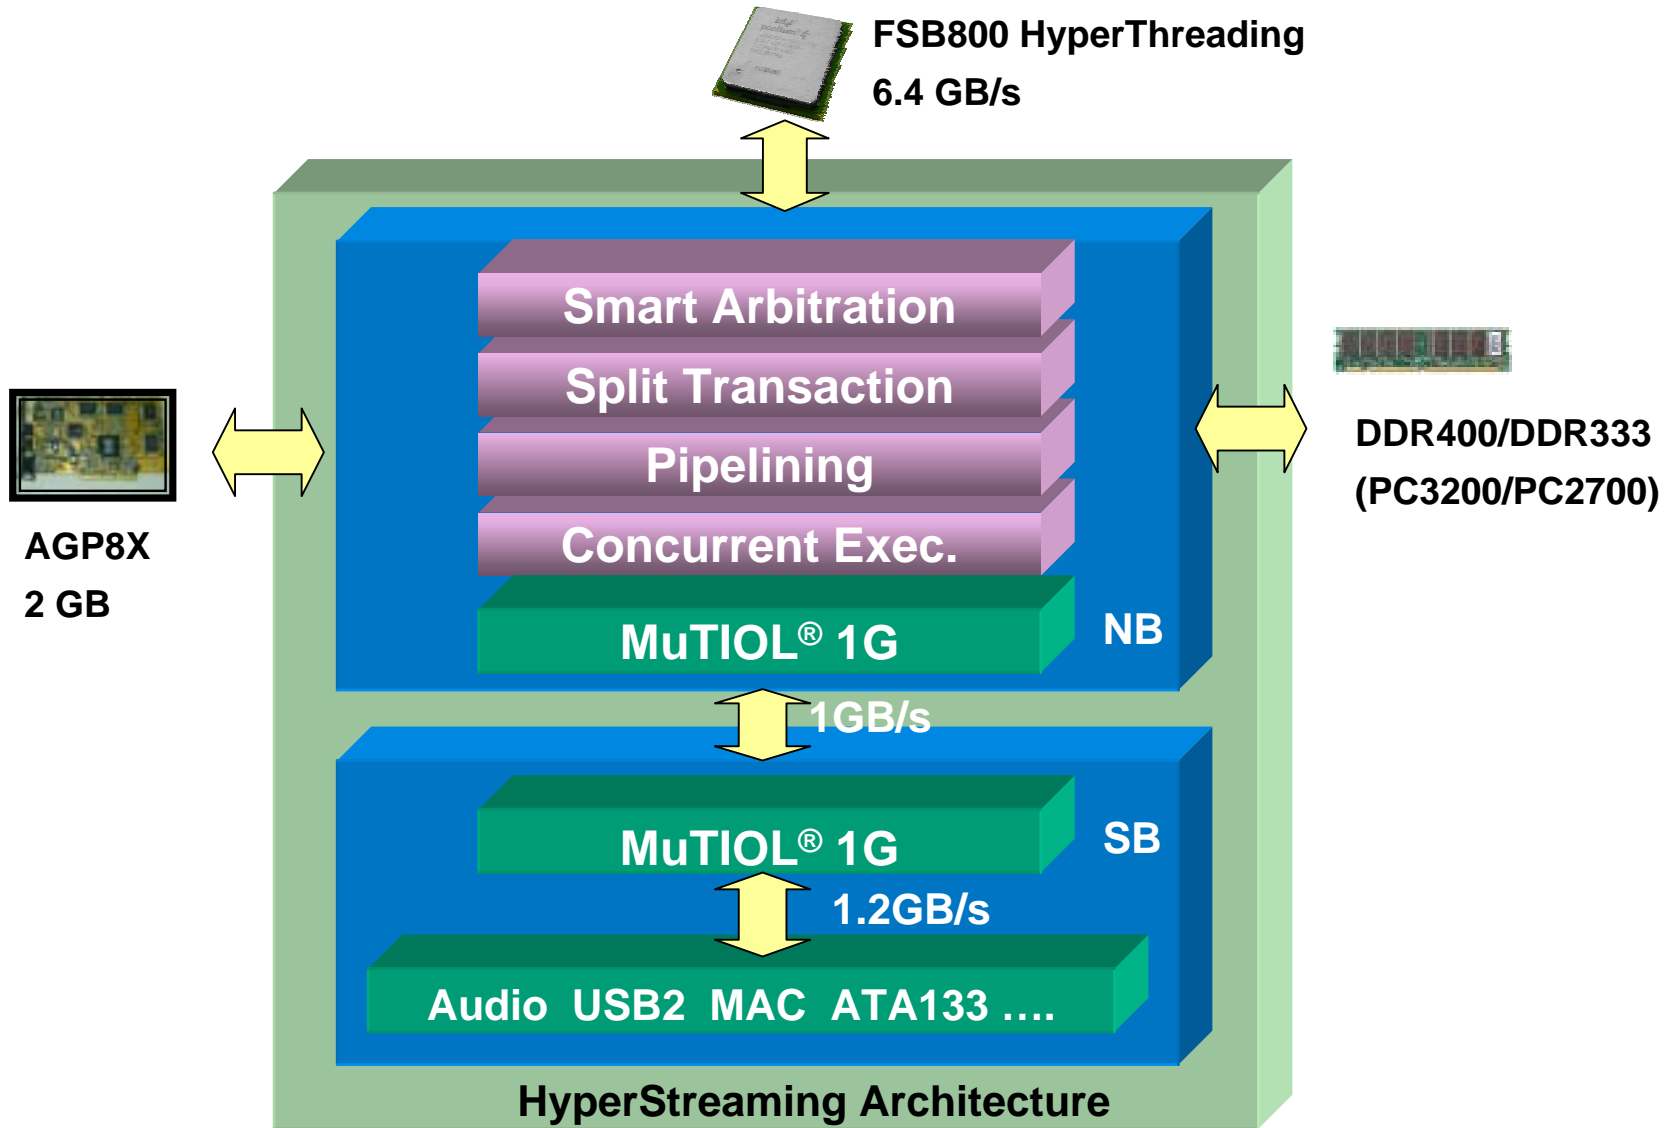 FSB800 HyperThreading
6.4 GB/s
Smart Arbitration
Split Transaction
Pipelining
Concurrent Exec.
MuTIOL® 1G
NB
AGP8X
2 GB
DDR400/DDR333
(PC3200/PC2700)
1GB/s
MuTIOL® 1G
SB
1.2GB/s
Audio USB2 MAC ATA133 ....
HyperStreaming Architecture